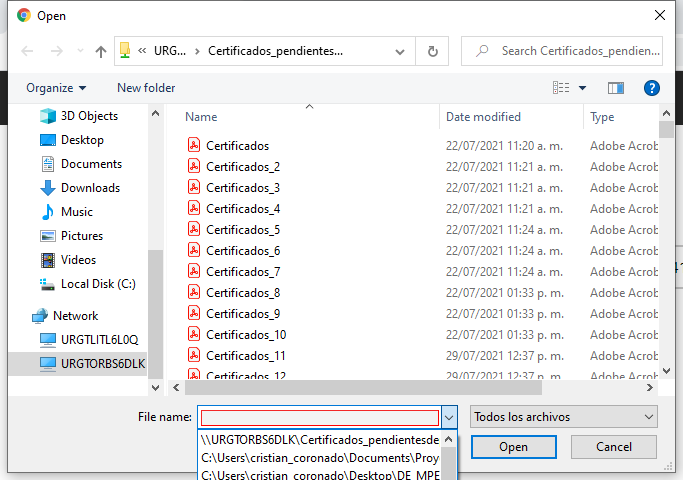 Open
« URG... › Certificados_pendientes...
Search Certificados_pendien...
Organize
New folder
?
3D Objects
Desktop
Documents
Downloads
Music
Pictures
Videos
Local Disk (C:)
Network
URGTLITL6L0Q
URGTORBS6DLK
Name Date modified Type
Certificados 22/07/2021 11:20 a. m. Adobe Acrob
Certificados_2 22/07/2021 11:21 a. m. Adobe Acrob
Certificados_3 22/07/2021 11:21 a. m. Adobe Acrob
Certificados_4 22/07/2021 11:21 a. m. Adobe Acrob
Certificados_5 22/07/2021 11:24 a. m. Adobe Acrob
Certificados_6 22/07/2021 11:24 a. m. Adobe Acrob
Certificados_7 22/07/2021 11:24 a. m. Adobe Acrob
Certificados_8 22/07/2021 01:33 p. m. Adobe Acrob
Certificados_9 22/07/2021 01:33 p. m. Adobe Acrob
Certificados_10 22/07/2021 01:33 p. m. Adobe Acrob
Certificados_11 29/07/2021 12:37 p. m. Adobe Acrob
Certificados_12 29/07/2021 12:37 p. m. Adobe Acrob
File name:
Todos los archivos
\\URGTORBS6DLK\Certificados_pendientesde
C:\Users\cristian_coronado\Documents\Proye
C:\Users\cristian_coronado\Desktop\DE_MPE
Open
Cancel